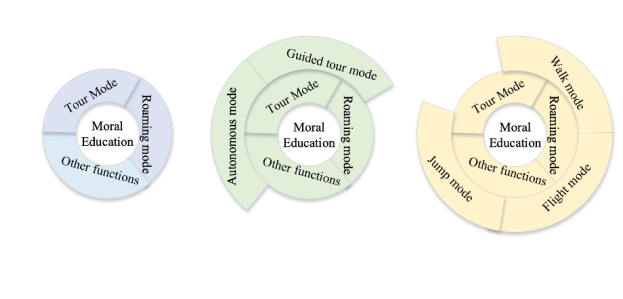 Tour Mode
Roaming mode
Moral
Education
Other functions
Guided tour mode
Autonomous mode
Tour Mode
Roaming mode
Moral
Education
Other functions
Walk mode
Tour Mode
Roaming mode
Moral
Education
Other functions
Jump mode
Flight mode